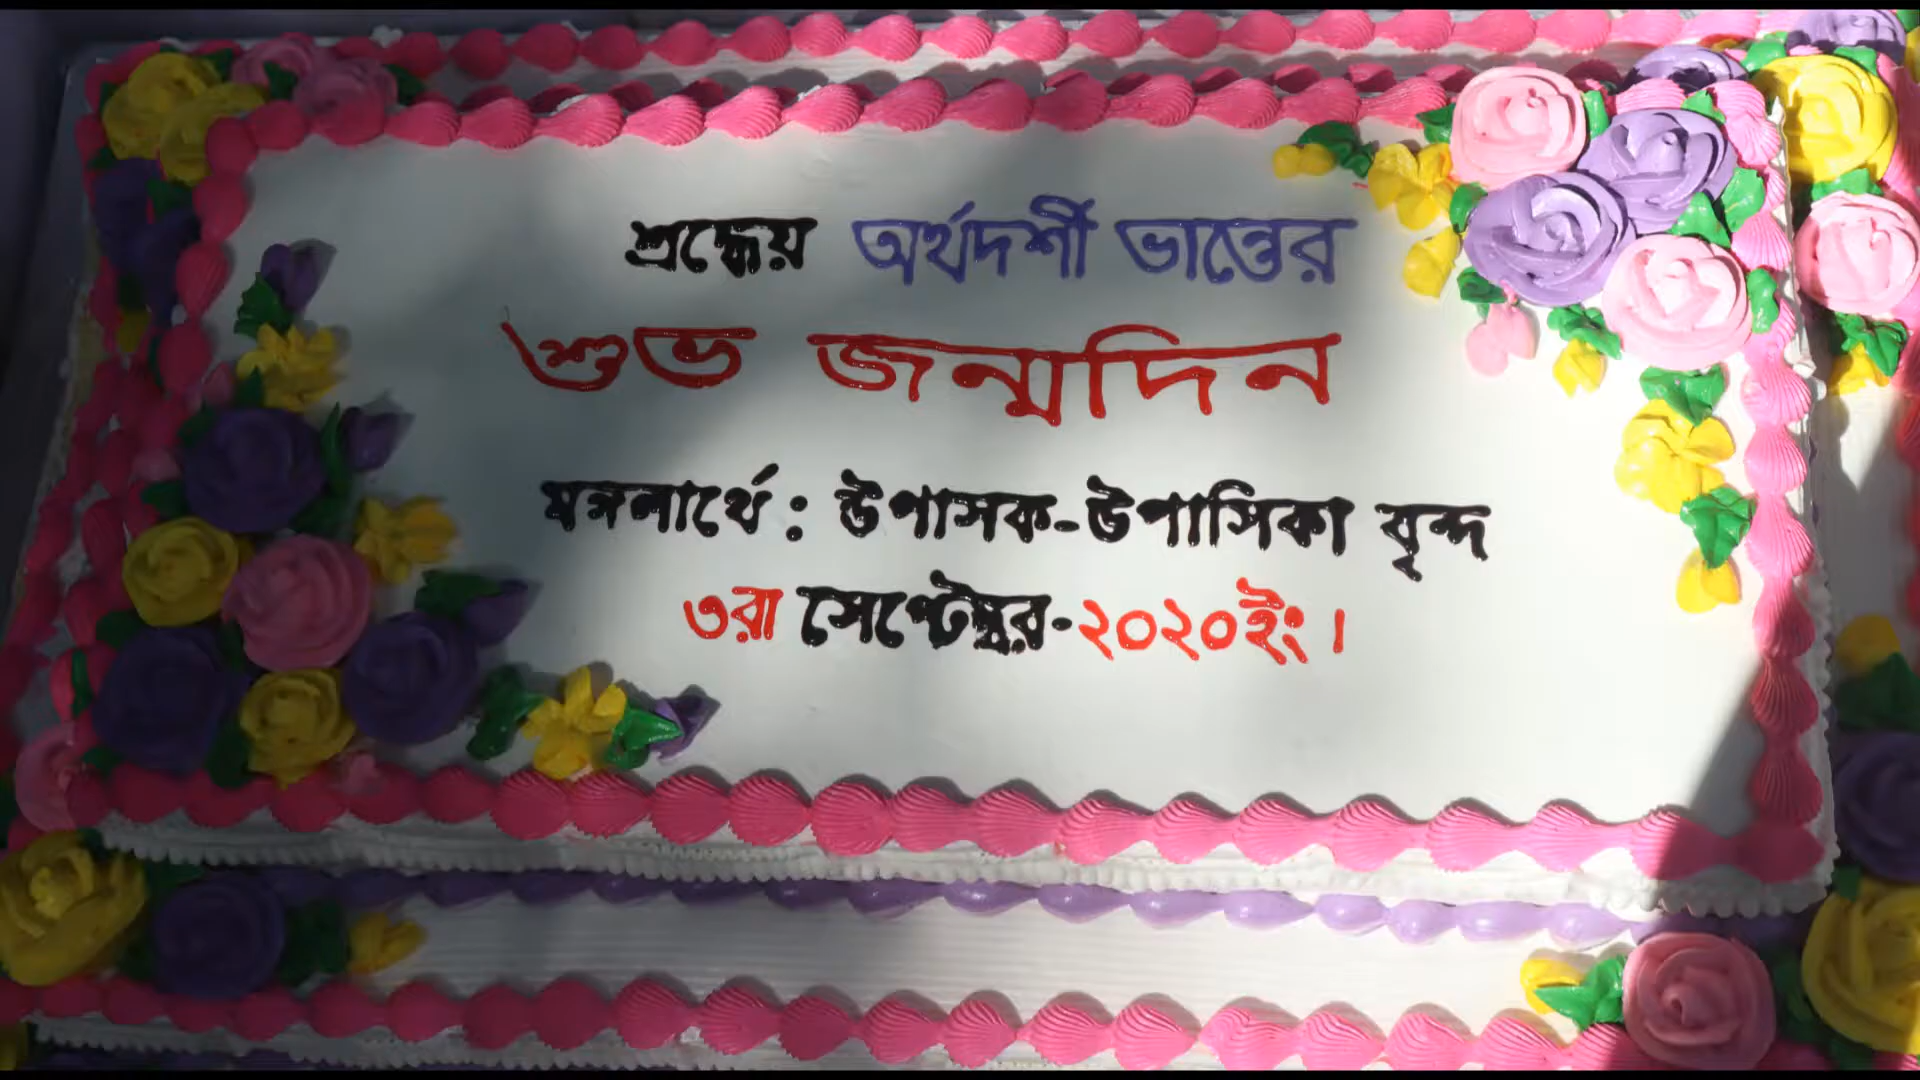 শ্রদ্ধেয় অর্থদর্শী ভান্তের
শুভ জন্মদিন
মঙ্গলার্থে : উপাসক-উপাসিকা বৃন্দ
৩রা সেপ্টেম্বর-২০২০ইং।